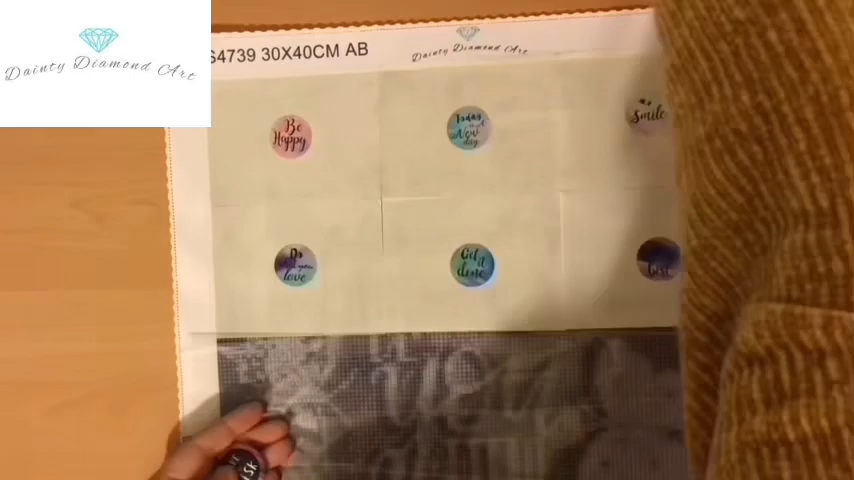 Dainty Diamond Art
S4739 30X40CM AB
Dainty Diamond Art
Be
Happy
Today
New
day
Smile
Do
you
love
Get
it
done
best